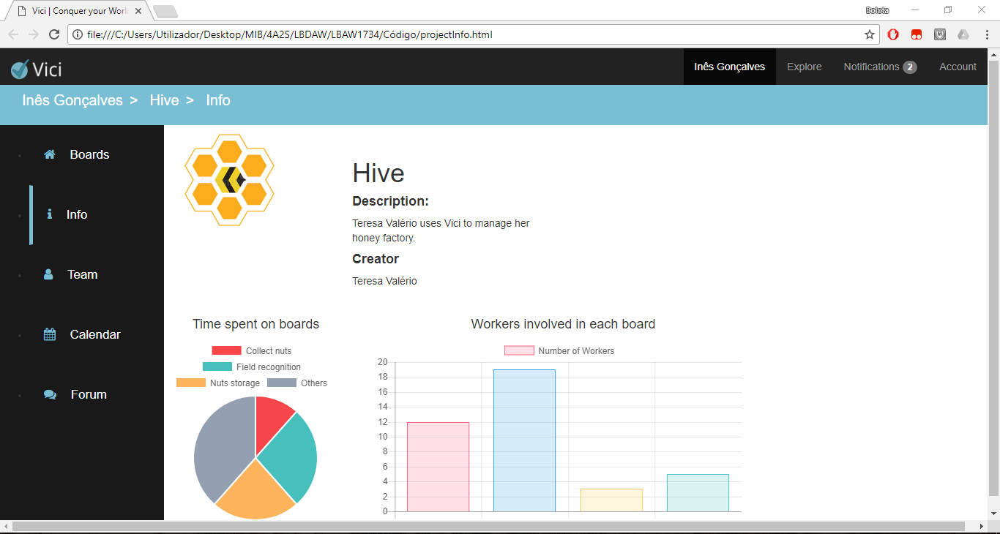 Vici | Conquer your Worl
Bolota
file:///C:/Users/Utilizador/Desktop/MIB/4A2S/LBDAW/LBAW1734/Código/projectInfo.html
Vici
Inês Gonçalves
Explore
Notifications 2
Account
Inês Gonçalves > Hive > Info
Boards
Info
Team
Calendar
Forum
Hive
Description:
Teresa Valério uses Vici to manage her
honey factory.
Creator
Teresa Valério
Time spent on boards
Collect nuts
Field recognition
Nuts storage Others
Workers involved in each board
Number of Workers
20
18
16
14
12
10
8
6
4
2
0